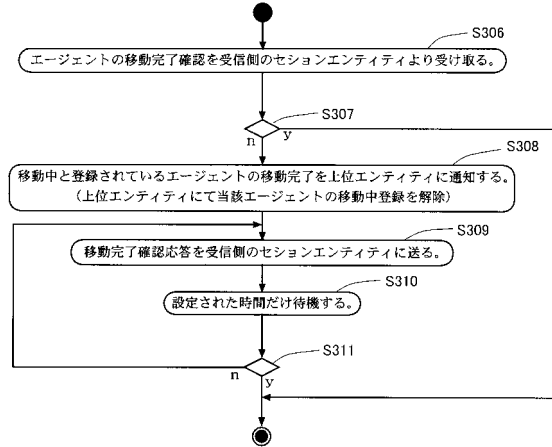 S306
エージェントの移動完了確認を受信側のセションエンティティより受け取る。
S307
n y
S308
移動中と登録されているエージェントの移動完了を上位エンティティに通知する。
（上位エンティティにて当該エージェントの移動中登録を解除）
S309
移動完了確認応答を受信側のセションエンティティに送る。
S310
設定された時間だけ待機する。
S311
n y